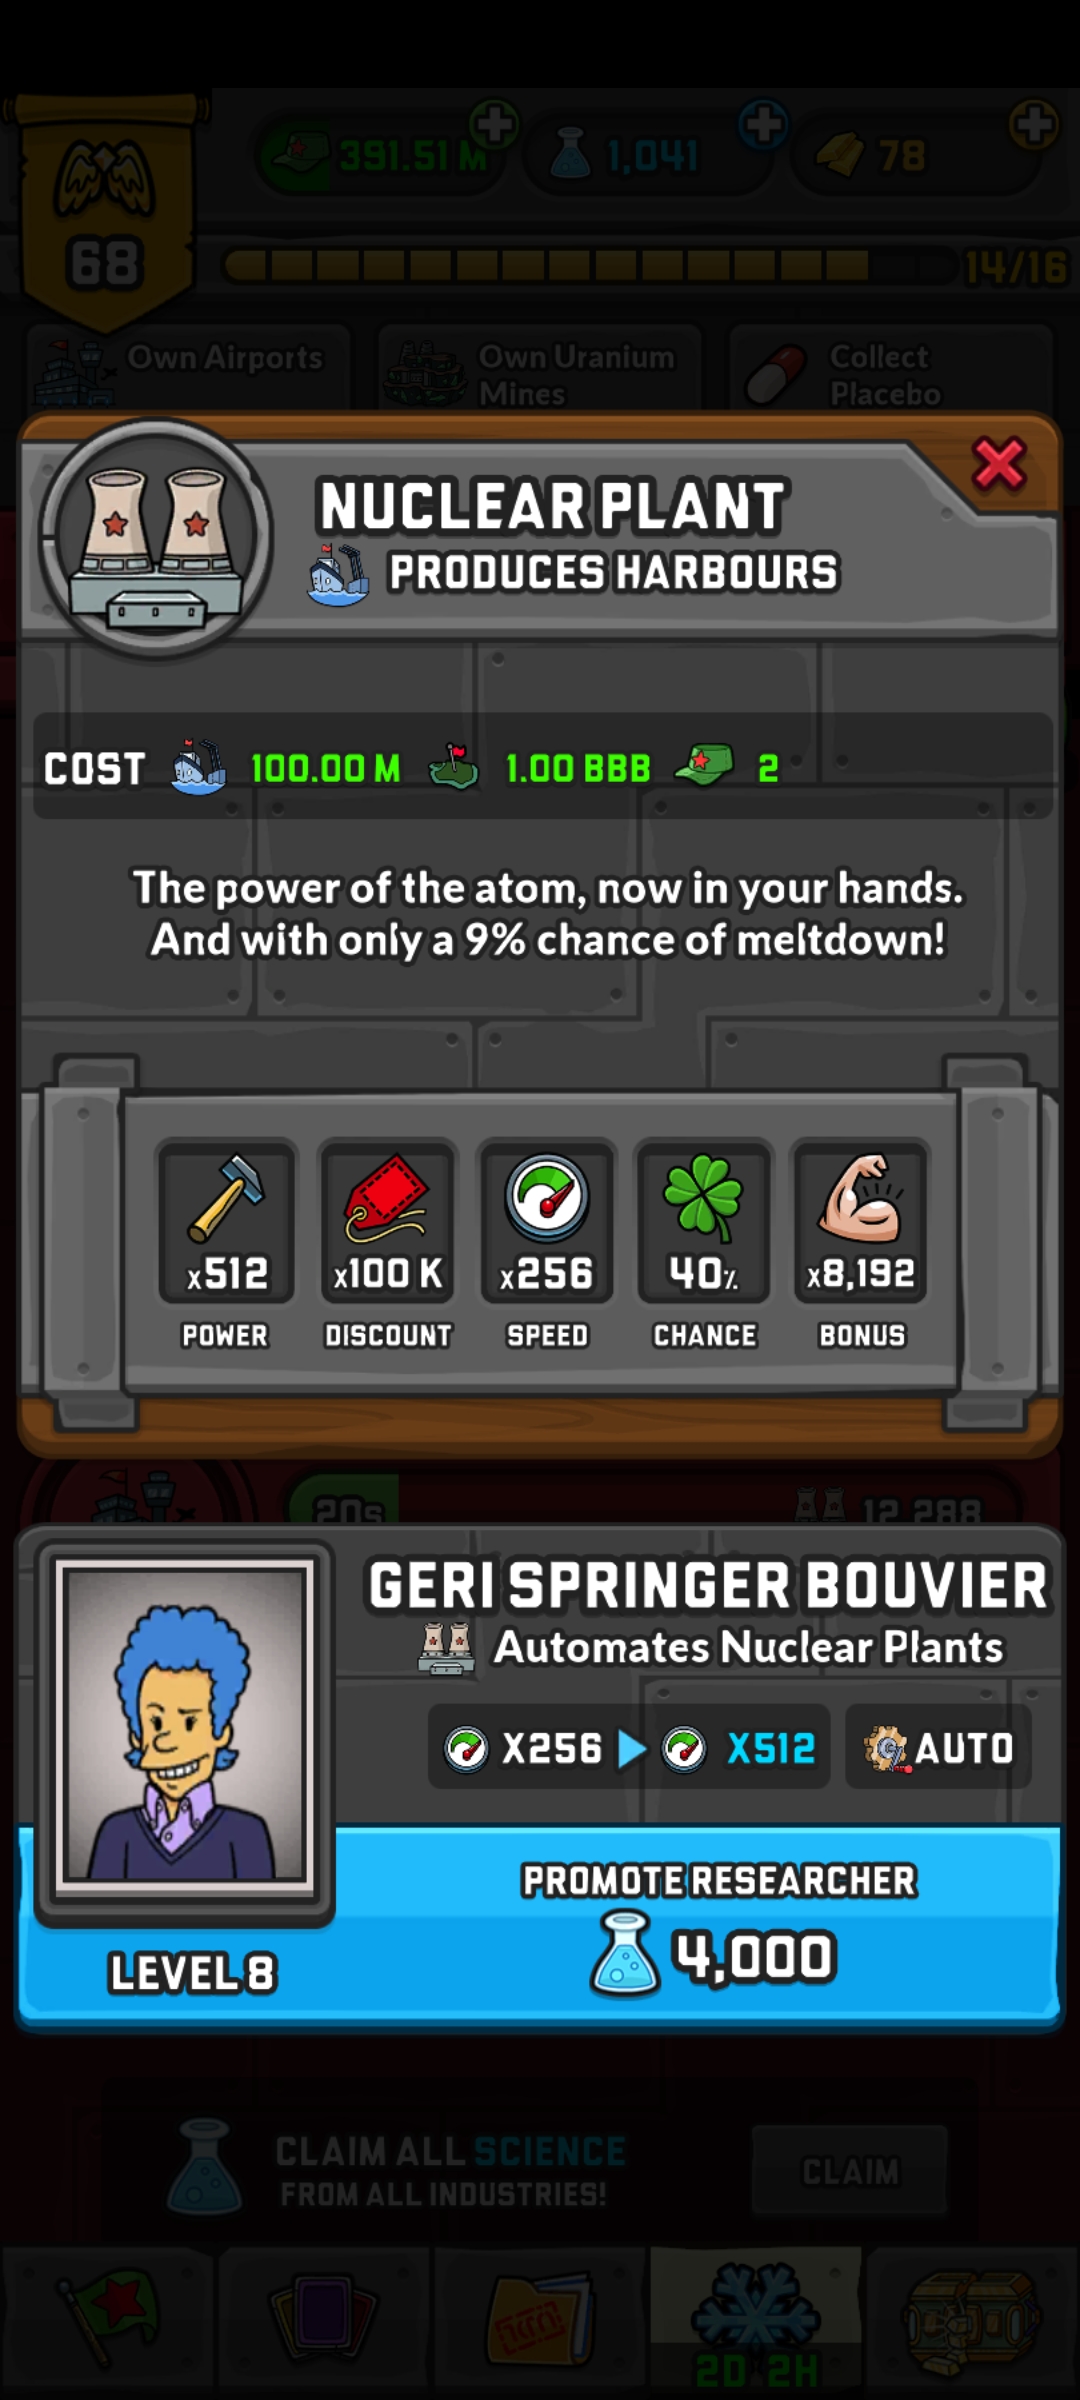 391.51 M
1,041
78
68
14/16
Own Airports
Own Uranium
Mines
Collect
Placebo
NUCLEAR PLANT
PRODUCES HARBOURS
COST 100.00 M 1.00 BBB 2
The power of the atom, now in your hands.
And with only a 9% chance of meltdown!
x512 x100 K x256 40% x8,192
POWER DISCOUNT SPEED CHANCE BONUS
20s
12,288
GERI SPRINGER BOUVIER
Automates Nuclear Plants
X256 X512 AUTO
PROMOTE RESEARCHER
4,000
LEVEL 8
CLAIM ALL SCIENCE
FROM ALL INDUSTRIES!
CLAIM
2D 2H